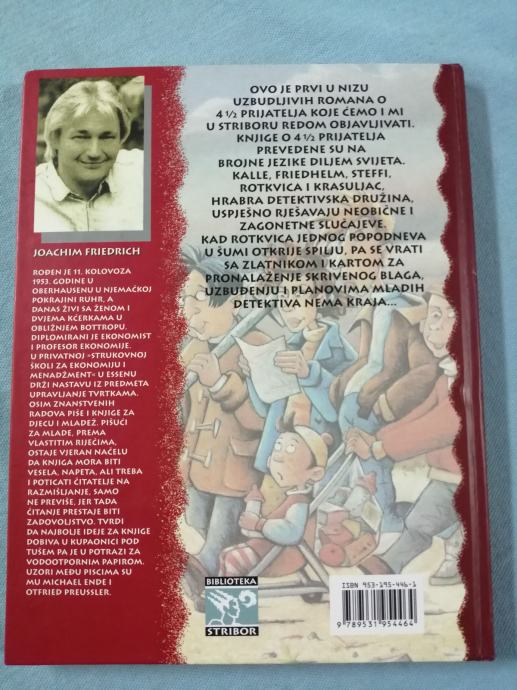 JOACHIM FRIEDRICH
ROĐEN JE 11. KOLOVOZA
1953. GODINE U
OBERHAUSENU U NJEMAČKOJ
POKRAJINI RUHR, A
DANAS ŽIVI SA ŽENOM I
DVJEMA KĆERKAMA U
OBLIŽNJEM BOTTROPU.
DIPLOMIRANI JE EKONOMIST
I PROFESOR EKONOMIJE.
U PRIVATNOJ »STRUKOVNOJ
ŠKOLI ZA EKONOMIJU I
MENADŽMENT« U ESSENU
DRŽI NASTAVU IZ PREDMETA
UPRAVLJANJE TVRTKAMA.
OSIM ZNANSTVENIH
RADOVA PIŠE I KNJIGE ZA
DJECU I MLADEŽ. PIŠUĆI
ZA MLADE, PREMA
VLASTITIM RIJEČIMA,
OSTAJE VJERAN NAČELU
DA KNJIGA MORA BITI
VESELA, NAPETA, ALI TREBA
I POTICATI ČITATELJE NA
RAZMIŠLJANJE, SAMO
NE PREVIŠE, JER TADA
ČITANJE PRESTAJE BITI
ZADOVOLJSTVO. TVRDI
DA NAJBOLJE IDEJE ZA KNJIGE
DOBIVA U KUPAONICI POD
TUŠEM PA JE U POTRAZI ZA
VODOOTPORNIM PAPIROM.
UZORI MEĐU PISCIMA SU
MU MICHAEL ENDE I
OTFRIED PREUSSLER.
OVO JE PRVI U NIZU
UZBUDLJIVIH ROMANA O
4 ½ PRIJATELJA KOJE ĆEMO I MI
U STRIBORU REDOM OBJAVLJIVATI.
KNJIGE O 4 ½ PRIJATELJA
PREVEDENE SU NA
BROJNE JEZIKE DILJEM SVIJETA.
KALLE, FRIEDHELM, STEFFI,
ROTKVICA I KRASULJAC,
HRABRA DETEKTIVSKA DRUŽINA,
USPJEŠNO RJEŠAVAJU NEOBIČNE I
ZAGONETNE SLUČAJEVE.
KAD ROTKVICA JEDNOG POPODNEVA
U ŠUMI OTKRIJE SPILJU, PA SE VRATI
SA ZLATNIKOM I KARTOM ZA
PRONALAŽENJE SKRIVENOG BLAGA,
UZBUĐENJU I PLANOVIMA MLADIH
DETEKTIVA NEMA KRAJA...
BIBLIOTEKA
STRIBOR
ISBN 953-195-446-1
9 789531 954464